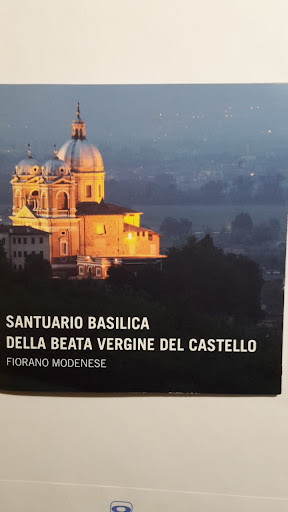 SANTUARIO BASILICA
DELLA BEATA VERGINE DEL CASTELLO
FIORANO MODENESE